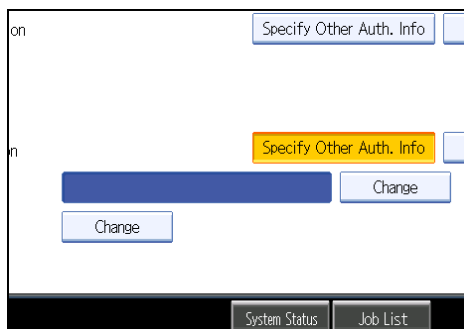 on
Specify Other Auth. Info
n
Specify Other Auth. Info
Change
Change
System Status
Job List